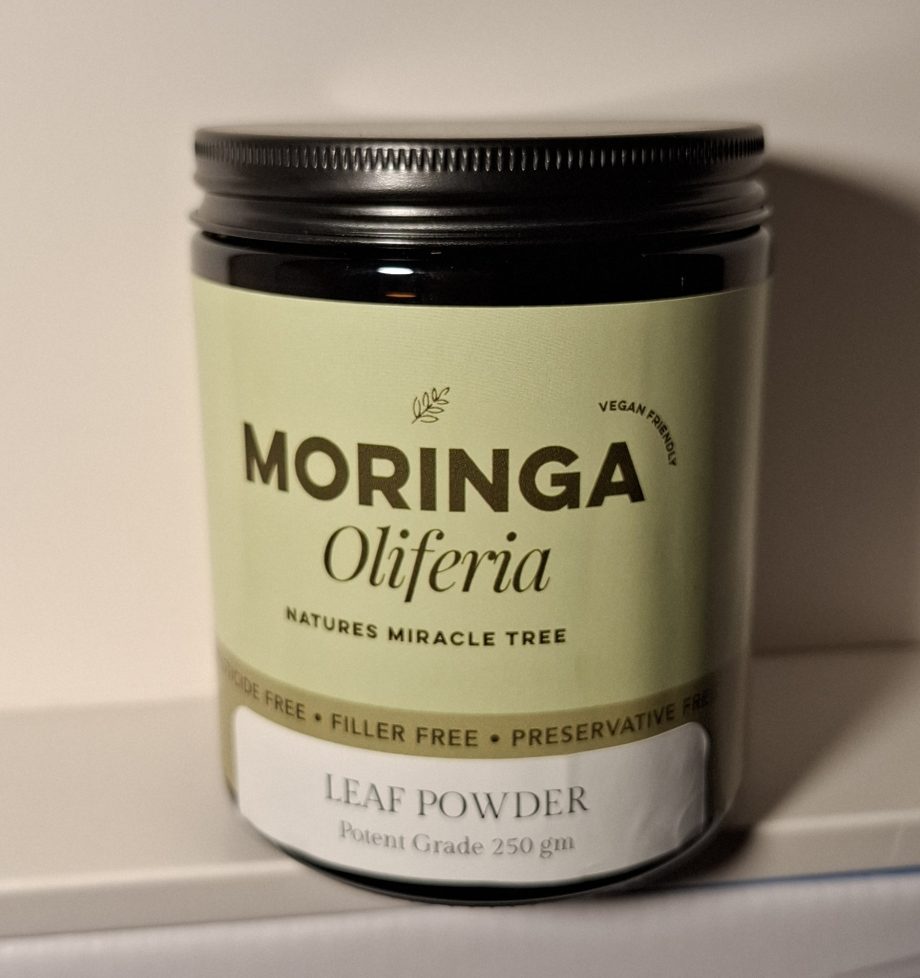 VEGAN FRIENDLY
MORINGA
Oliferia
NATURES MIRACLE TREE
FREE • FILLER FREE • PRESERVATIVE
LEAF POWDER
Potent Grade 250 gm